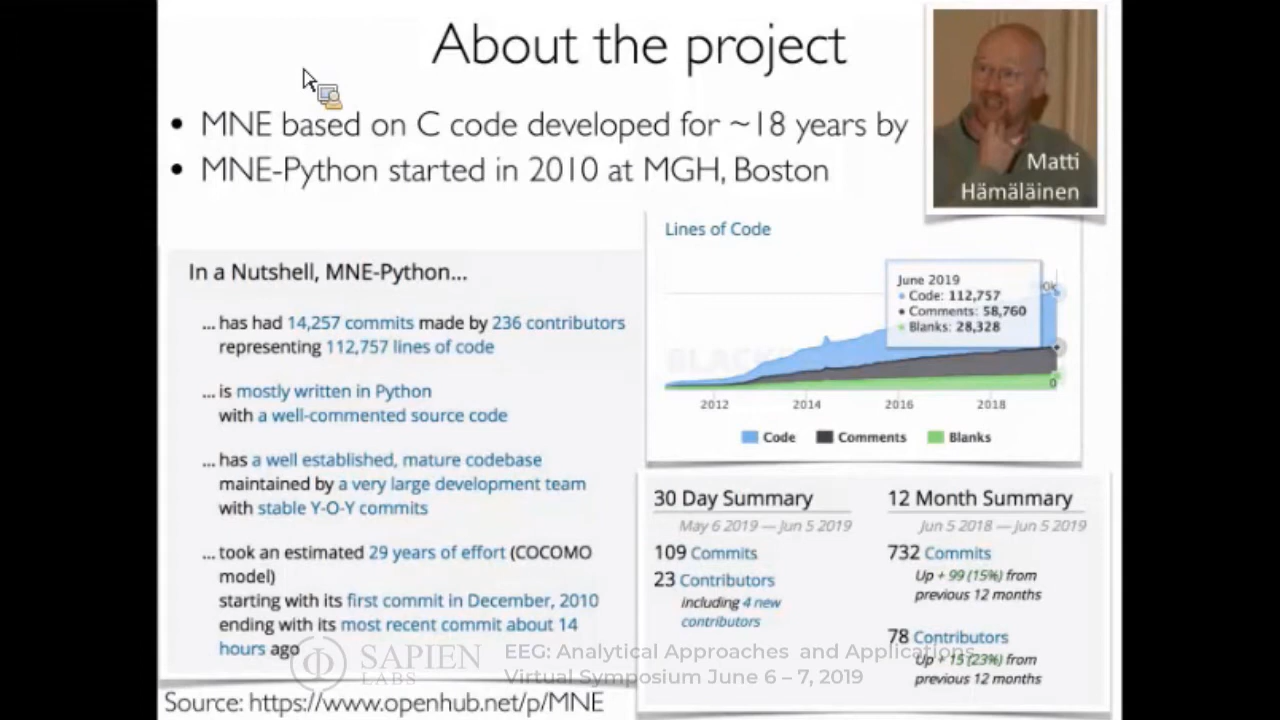 About the project
• MNE based on C code developed for ~18 years by
• MNE-Python started in 2010 at MGH, Boston
Matti
Hämäläinen
In a Nutshell, MNE-Python...
... has had 14,257 commits made by 236 contributors
representing 112,757 lines of code
... is mostly written in Python
with a well-commented source code
... has a well established, mature codebase
maintained by a very large development team
with stable Y-O-Y commits
... took an estimated 29 years of effort (COCOMO
model)
starting with its first commit in December, 2010
ending with its most recent commit about 14
hours ago
Lines of Code
June 2019
• Code: 112,757
• Comments: 58,760
• Blanks: 28,328
0k
0
2012 2014 2016 2018
Code Comments Blanks
30 Day Summary
May 6 2019 — Jun 5 2019
109 Commits
23 Contributors
including 4 new
contributors
12 Month Summary
Jun 5 2018 — Jun 5 2019
732 Commits
Up + 99 (15%) from
previous 12 months
78 Contributors
Up + 15 (23%) from
previous 12 months
SAPIEN
LABS
EEG: Analytical Approaches and Applications
Virtual Symposium June 6 – 7, 2019
Source: https://www.openhub.net/p/MNE